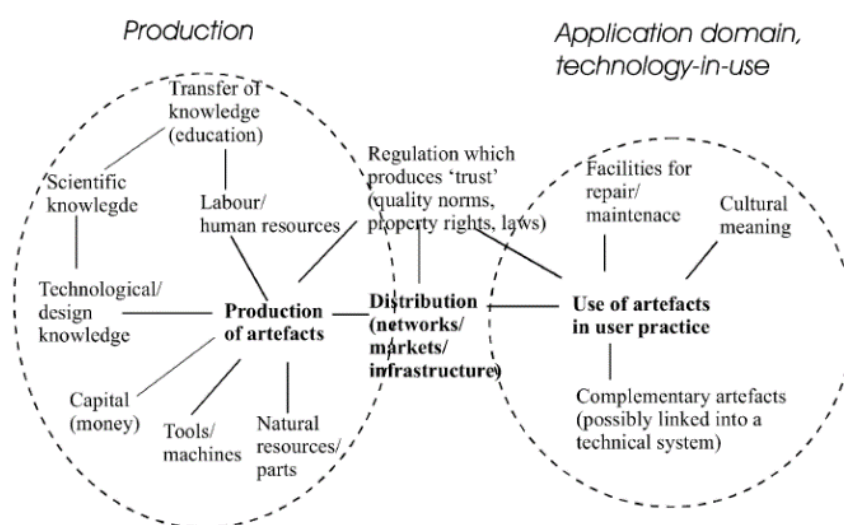 Production
Application domain,
technology-in-use
Transfer of
knowledge
(education)
Scientific
knowlegde
Labour/
human resources
Technological/
design
knowledge
Production
of artefacts
Capital
(money)
Tools/
machines
Natural
resources/
parts
Regulation which
produces ‘trust’
(quality norms,
property rights, laws)
Distribution
(networks/
markets/
infrastructure)
Facilities for
repair/
maintenace
Cultural
meaning
Use of artefacts
in user practice
Complementary artefacts
(possibly linked into a
technical system)